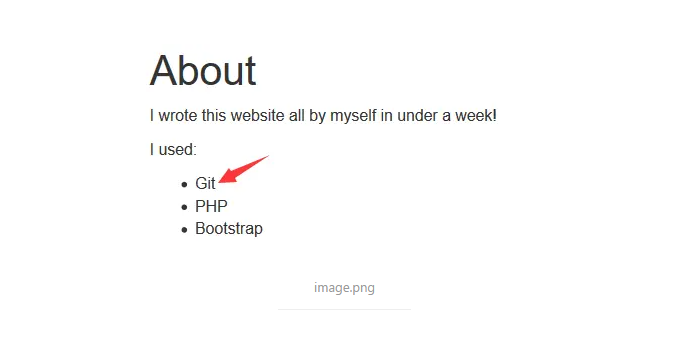 About
I wrote this website all by myself in under a week!
I used:
Git
PHP
Bootstrap
image.png